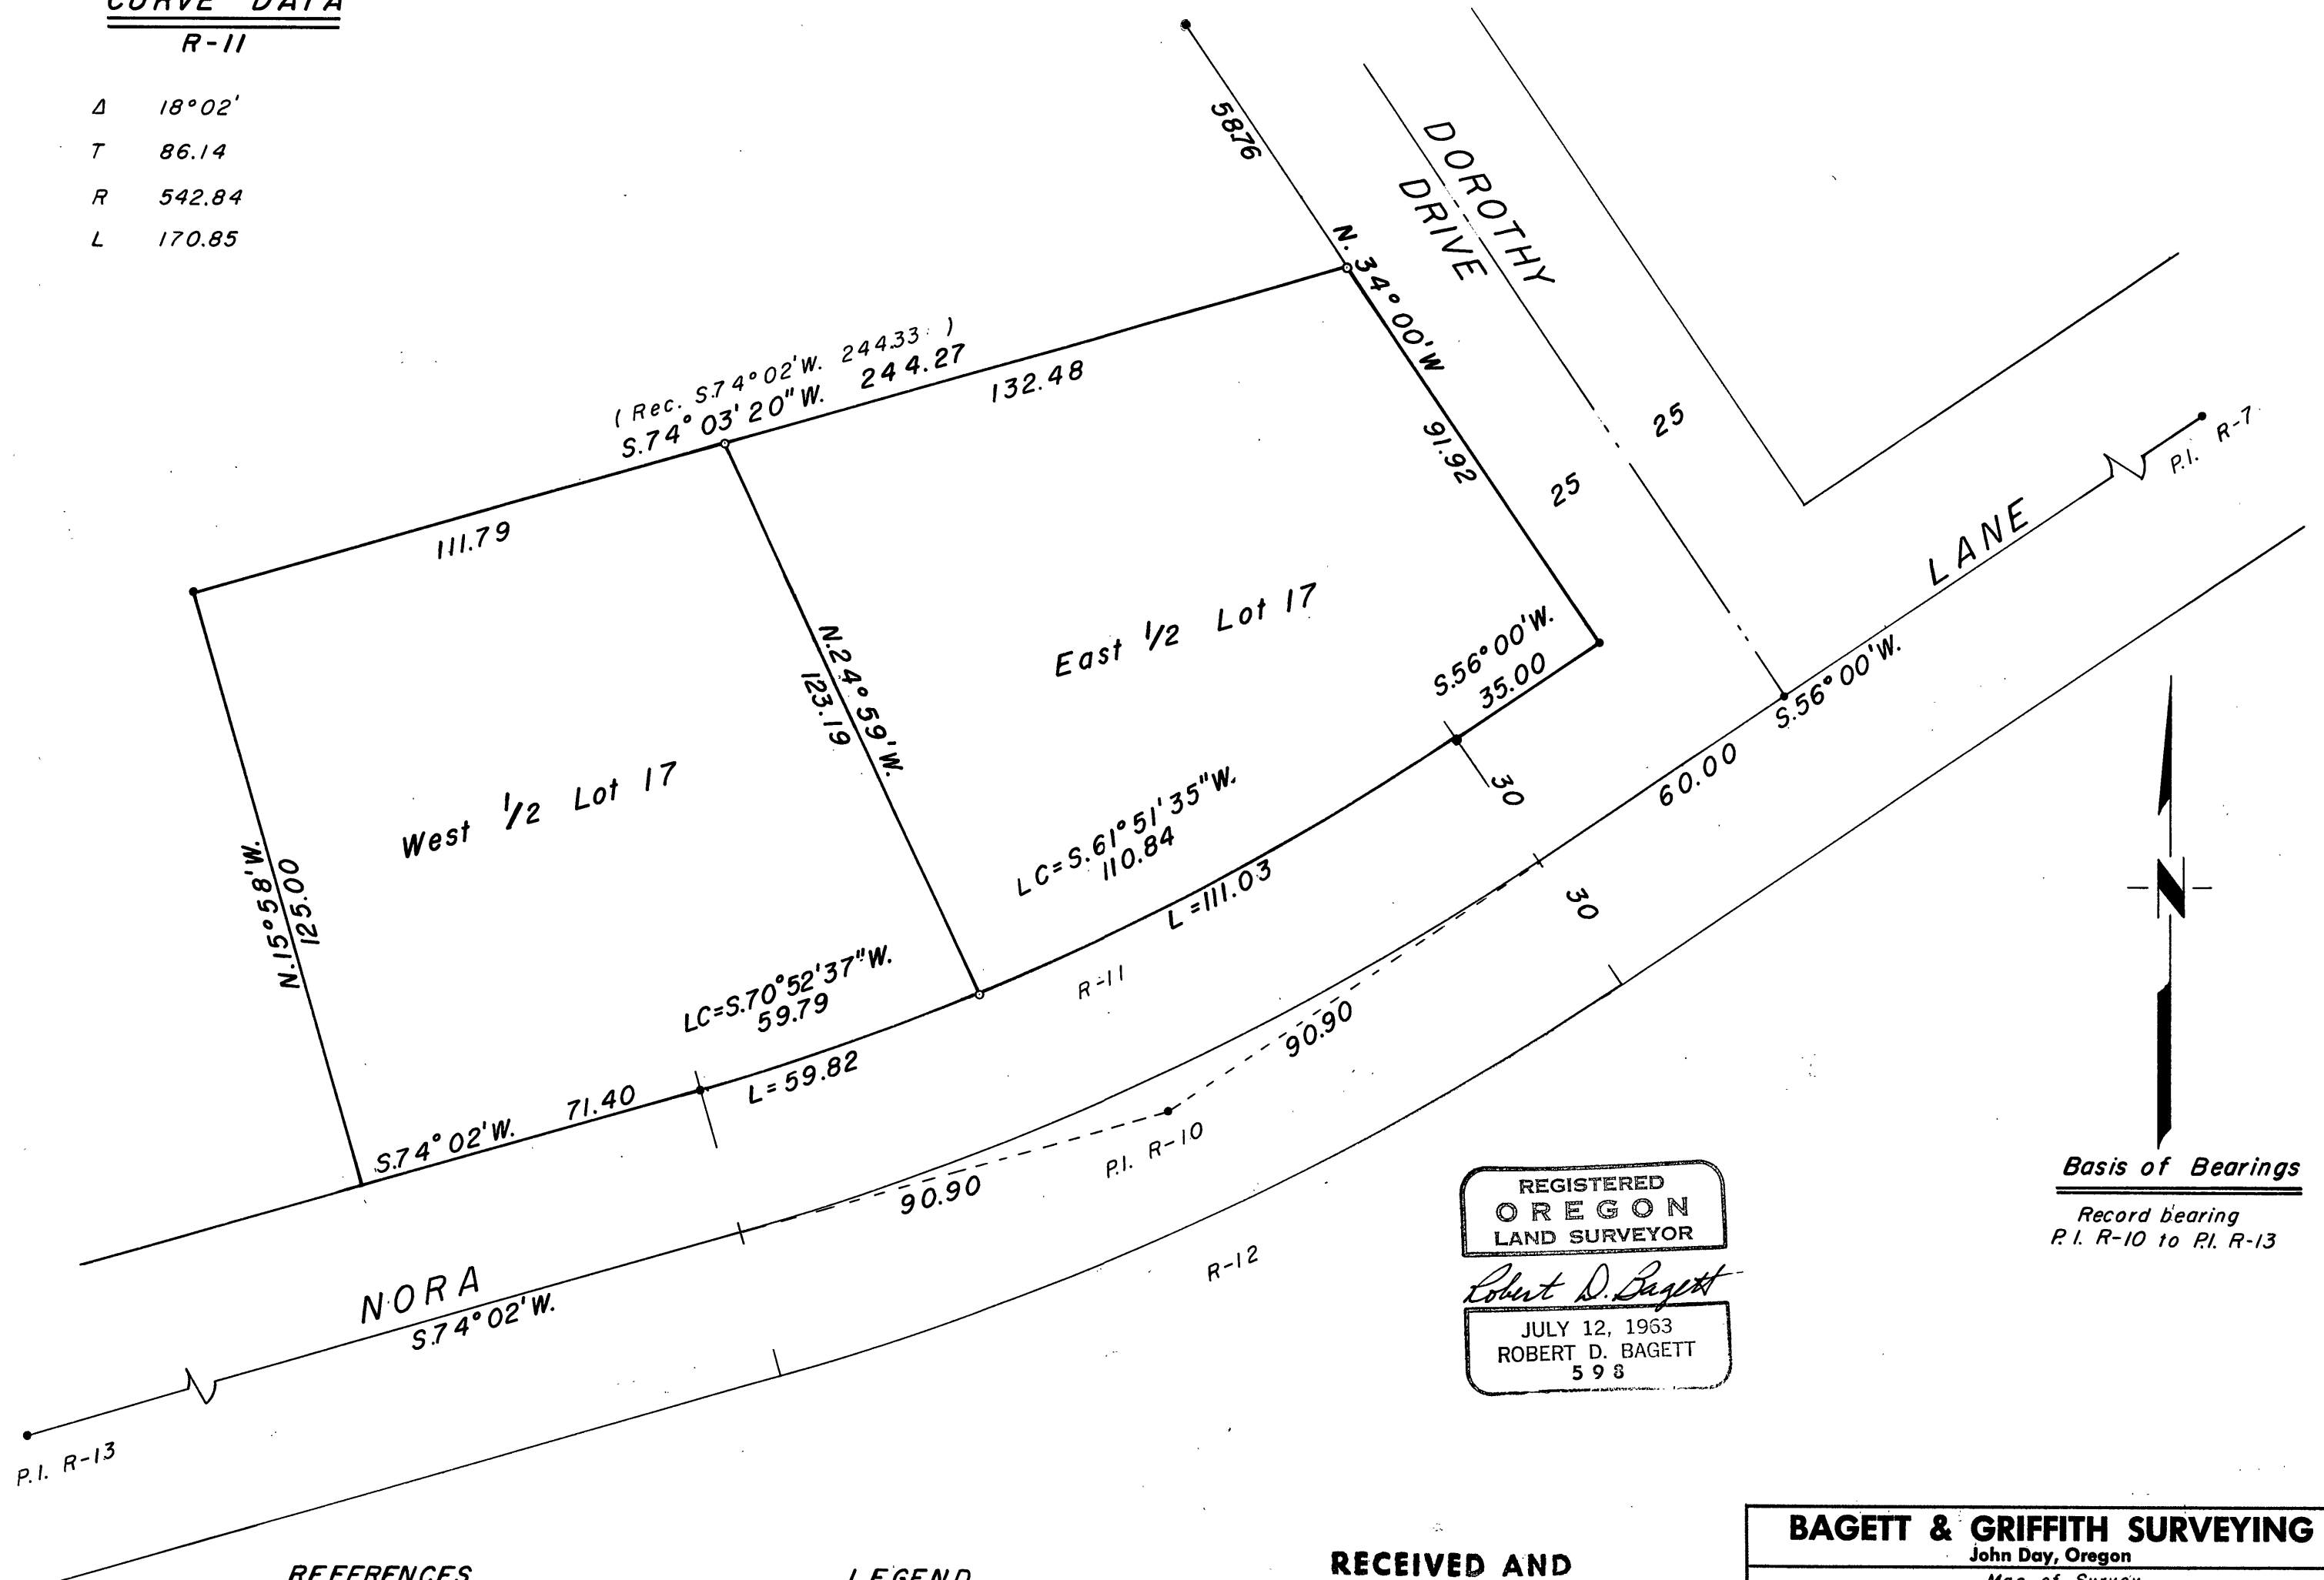 CURVE DATA
R-11
Δ 18°02'
T 86.14
R 542.84
L 170.85
58.76
DOROTHY
DRIVE
N. 34°00'W
91.92
25
25
(Rec. S.74°02'W. 244.33)
S.74°03'20"W. 244.27
132.48
111.79
LANE
P.I. R-7
S.56°00'W.
East 1/2 Lot 17
S.56°00'W.
35.00
N.24°59'W.
123.19
West 1/2 Lot 17
30
60.00
LC=S.61°51'35"W.
110.84
L=111.03
N.15°58'W.
125.00
30
LC=S.70°52'37"W.
59.79
R-11
L=59.82
90.90
S.74°02'W. 71.40
P.I. R-10
90.90
R-12
NORA
S.74°02'W.
P.I. R-13
Basis of Bearings
Record bearing
P.I. R-10 to P.I. R-13
REGISTERED
OREGON
LAND SURVEYOR
Robert D. Bagett
JULY 12, 1963
ROBERT D. BAGETT
598
N
REFERENCES
LEGEND
RECEIVED AND
BAGETT & GRIFFITH SURVEYING
John Day, Oregon
Map of Survey